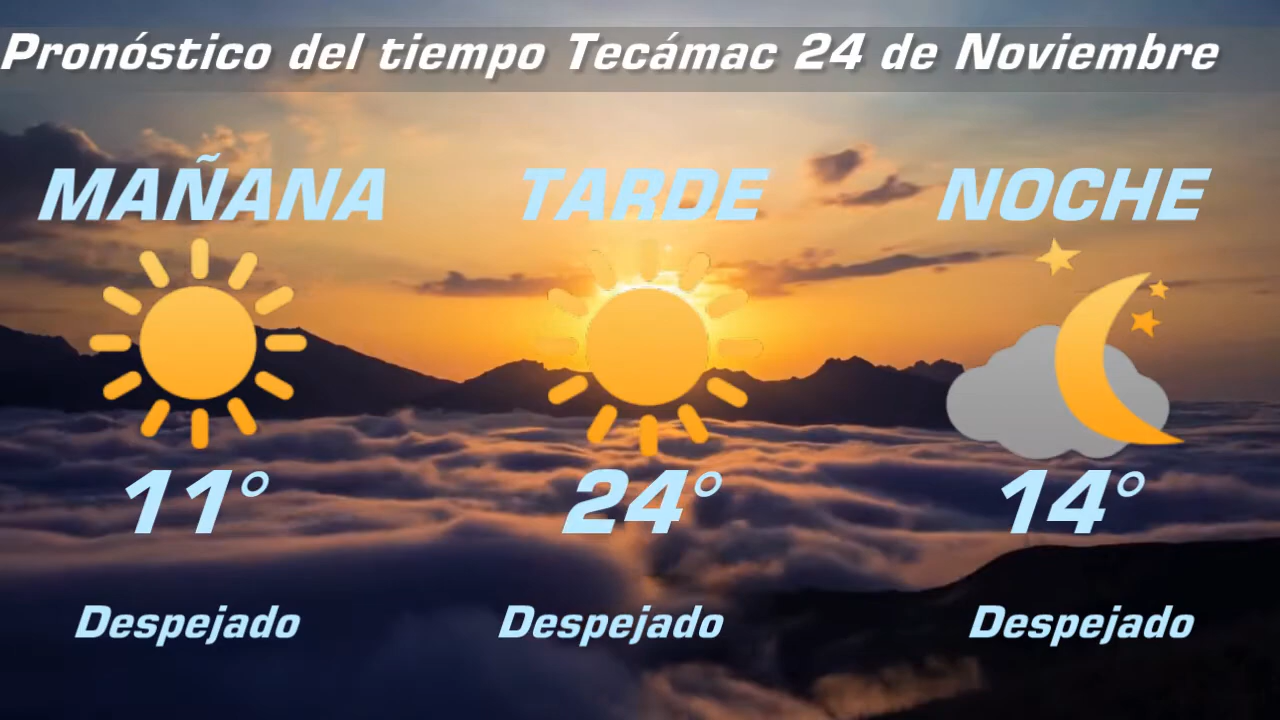 Pronóstico del tiempo Tecámac 24 de Noviembre
MAÑANA TARDE NOCHE
11° 24° 14°
Despejado Despejado Despejado